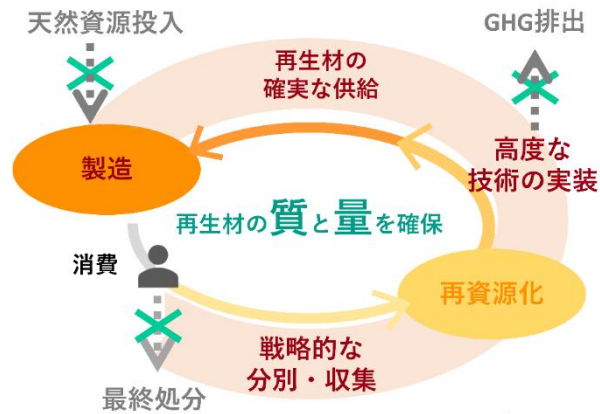 天然資源投入
GHG排出
再生材の
確実な供給
製造
高度な
技術の実装
再生材の質と量を確保
消費
再資源化
戦略的な
分別・収集
最終処分